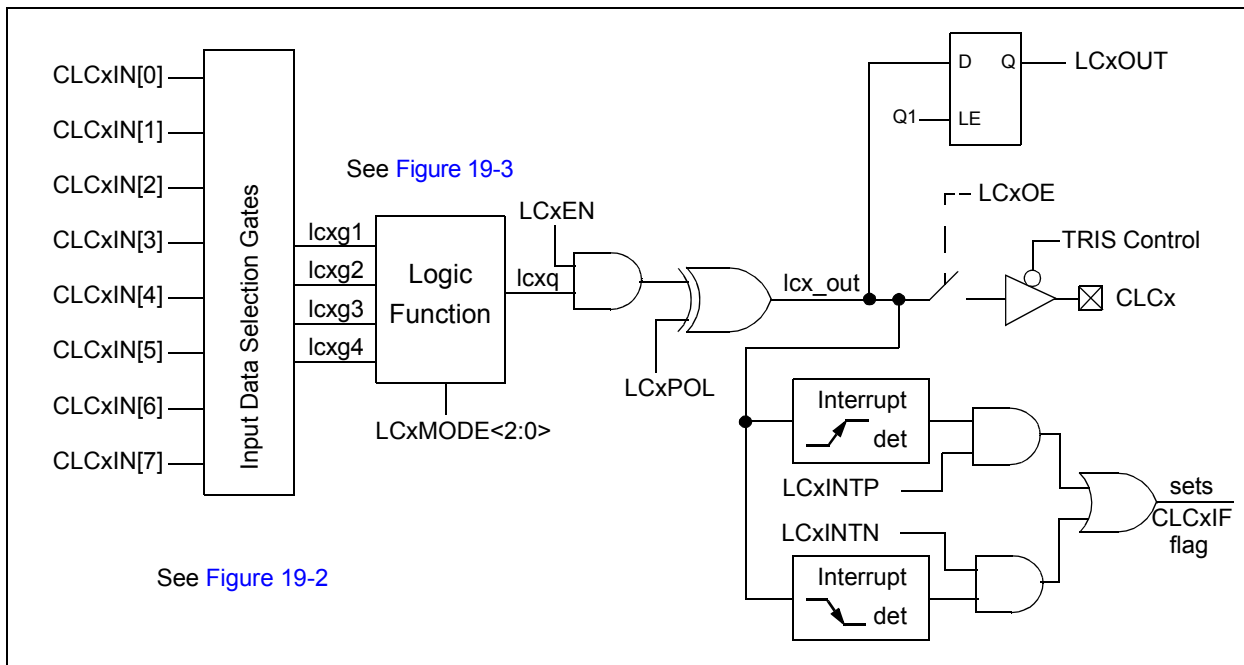 CLCxIN[0]
CLCxIN[1]
CLCxIN[2]
CLCxIN[3]
CLCxIN[4]
CLCxIN[5]
CLCxIN[6]
CLCxIN[7]
Input Data Selection Gates
See Figure 19-2
See Figure 19-3
lcxg1
lcxg2
lcxg3
lcxg4
Logic
Function
LCxMODE<2:0>
LCxEN
lcxq
LCxPOL
lcx_out
D
Q
LE
Q1
LCxOUT
LCxOE
TRIS Control
CLCx
Interrupt
det
LCxINTP
LCxINTN
Interrupt
det
sets
CLCxIF
flag